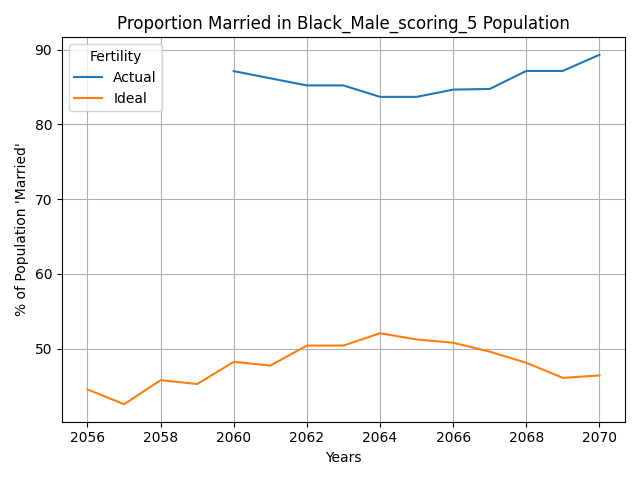 Proportion Married in Black_Male_scoring_5 Population
% of Population 'Married'
90
80
70
60
50
Fertility
Actual
Ideal
2056 2058 2060 2062 2064 2066 2068 2070
Years